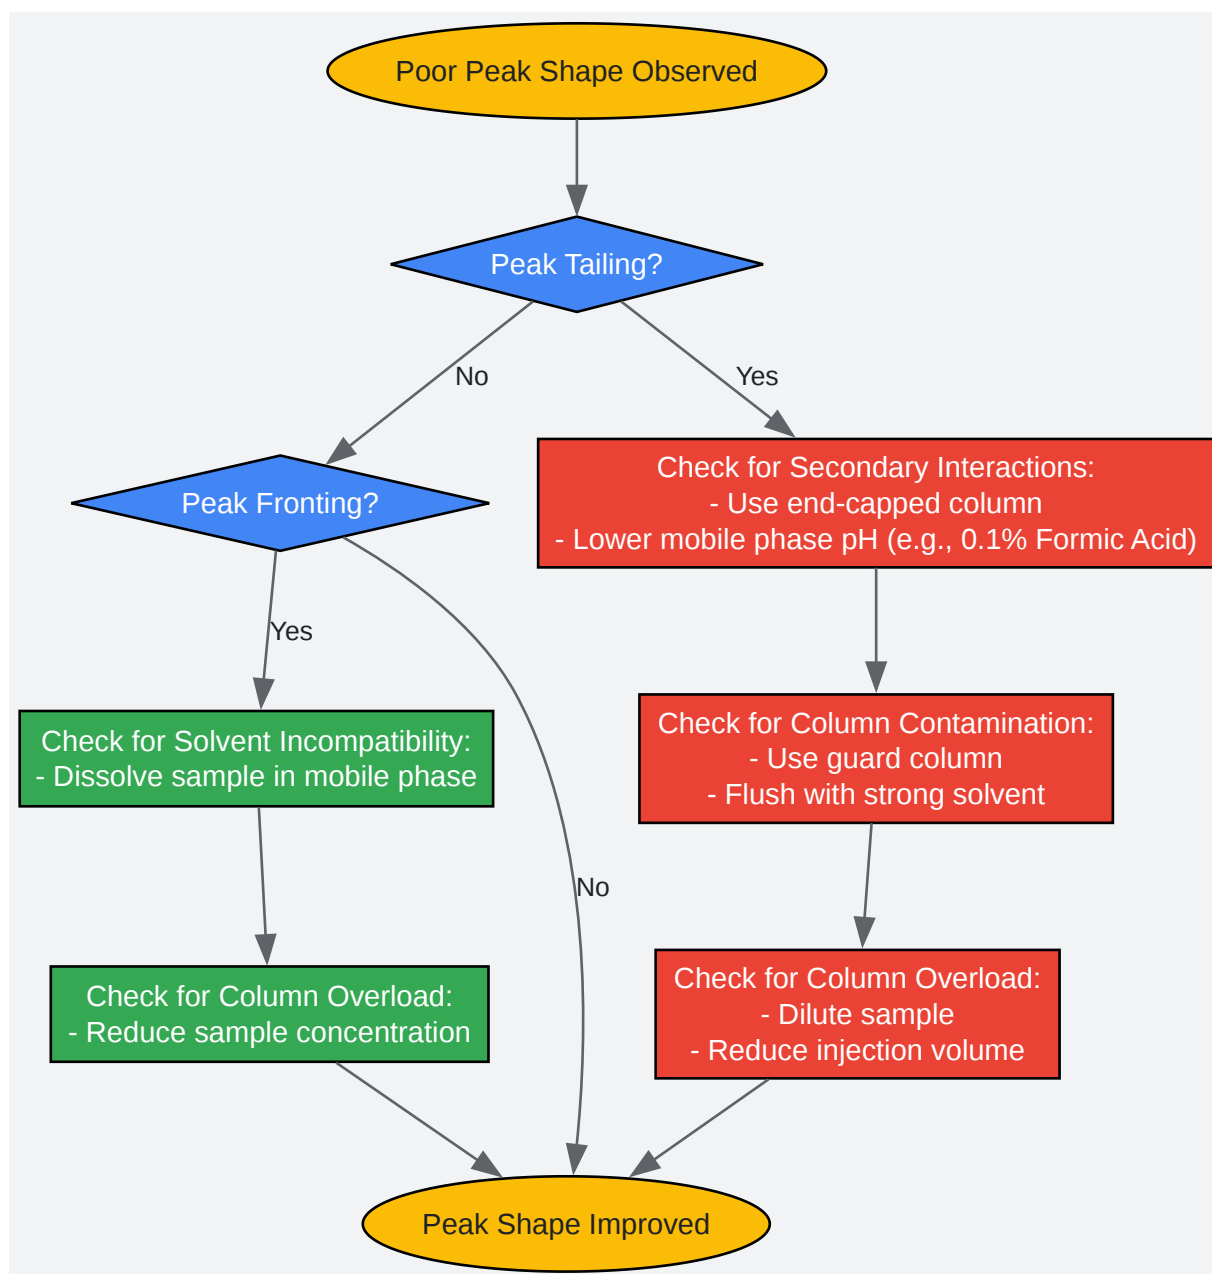 Poor Peak Shape Observed
Peak Tailing?
No
Yes
Peak Fronting?
Check for Secondary Interactions:
- Use end-capped column
- Lower mobile phase pH (e.g., 0.1% Formic Acid)
Yes
Check for Solvent Incompatibility:
- Dissolve sample in mobile phase
Check for Column Contamination:
- Use guard column
- Flush with strong solvent
No
Check for Column Overload:
- Reduce sample concentration
Check for Column Overload:
- Dilute sample
- Reduce injection volume
Peak Shape Improved